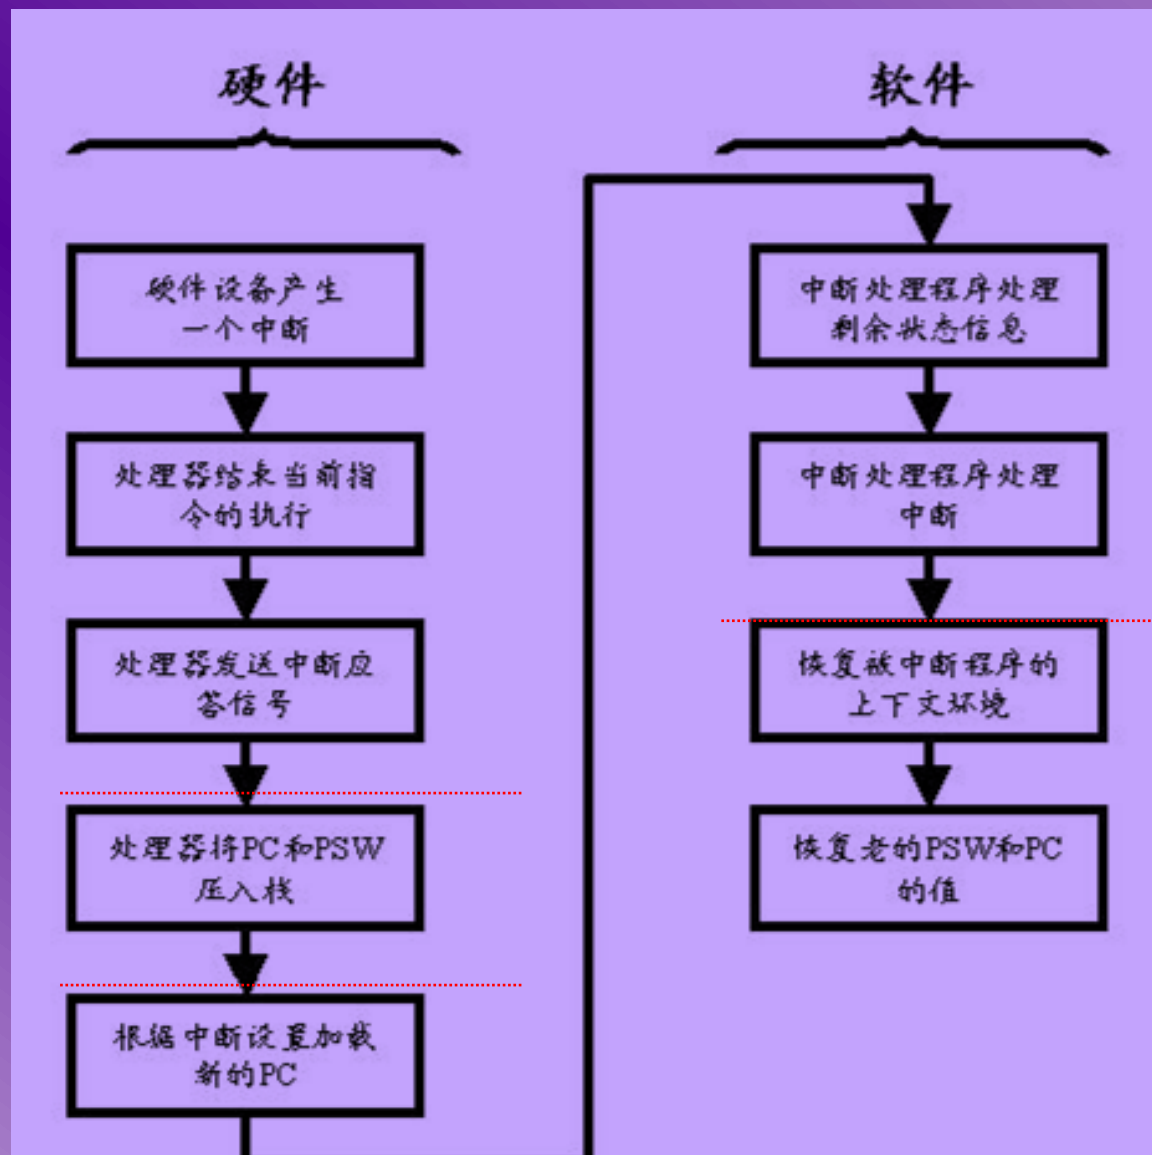 硬件
硬件设备产生
一个中断
处理器结束当前指
令的执行
处理器发送中断应
答信号
处理器将PC和PSW
压入栈
根据中断设置加载
新的PC
软件
中断处理程序处理
剩余状态信息
中断处理程序处理
中断
恢复被中断程序的
上下文环境
恢复老的PSW和PC
的值